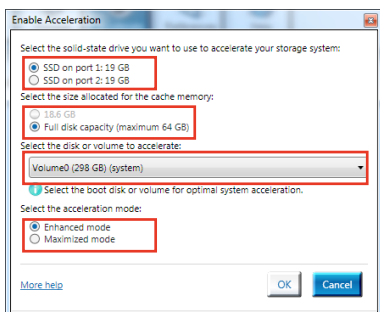 Enable Acceleration
Select the solid-state drive you want to use to accelerate your storage system:
SSD on port 1: 19 GB
SSD on port 2: 19 GB
Select the size allocated for the cache memory:
18.6 GB
Full disk capacity (maximum 64 GB)
Select the disk or volume to accelerate:
Volume0 (298 GB) (system)
Select the boot disk or volume for optimal system acceleration.
Select the acceleration mode:
Enhanced mode
Maximized mode
More help
OK
Cancel